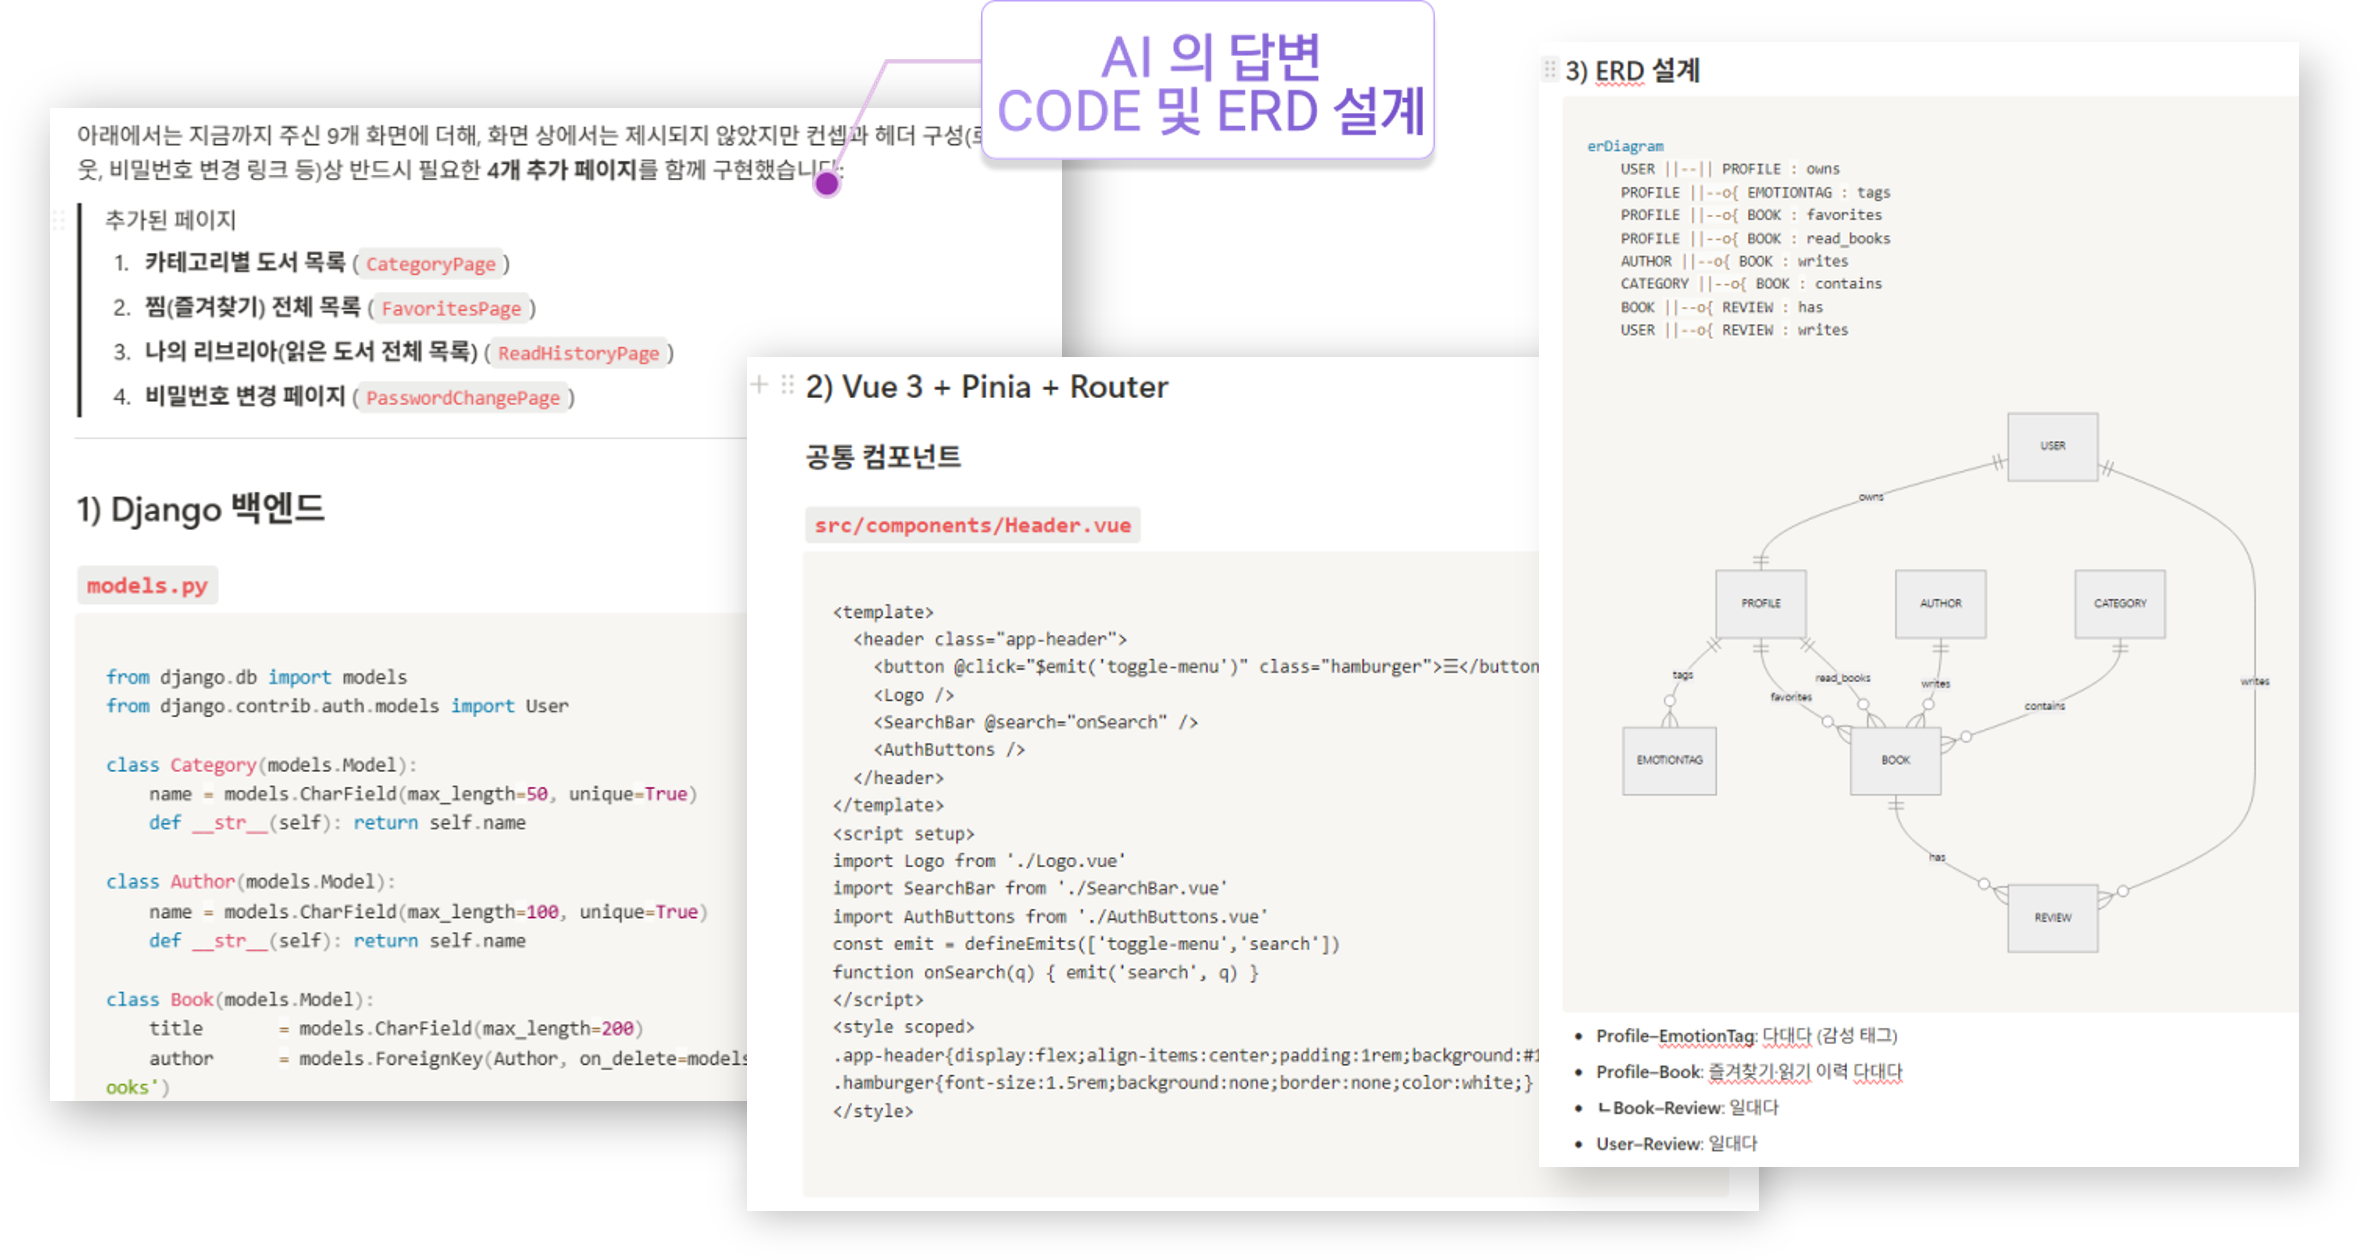 AI 의 답변
CODE 및 ERD 설계
아래에서는 지금까지 주신 9개 화면에 더해, 화면 상에서는 제시되지 않았지만 컨셉과 헤더 구성(
웃, 비밀번호 변경 링크 등)상 반드시 필요한 4개 추가 페이지를 함께 구현했습니다:
추가된 페이지
1. 카테고리별 도서 목록 ( CategoryPage )
2. 찜(즐겨찾기) 전체 목록 ( FavoritesPage )
3. 나의 리브리아(읽은 도서 전체 목록) ( ReadHistoryPage )
4. 비밀번호 변경 페이지 ( PasswordChangePage )
1) Django 백엔드
models.py
from django.db import models
from django.contrib.auth.models import User
class Category(models.Model):
name = models.CharField(max_length=50, unique=True)
def __str__(self): return self.name
class Author(models.Model):
name = models.CharField(max_length=100, unique=True)
def __str__(self): return self.name
class Book(models.Model):
title = models.CharField(max_length=200)
author = models.ForeignKey(Author, on_delete=models
ooks')
2) Vue 3 + Pinia + Router
공통 컴포넌트
src/components/Header.vue
<template>
<header class="app-header">
<button @click="$emit('toggle-menu')" class="hamburger">☰</button
<Logo />
<SearchBar @search="onSearch" />
<AuthButtons />
</header>
</template>
<script setup>
import Logo from './Logo.vue'
import SearchBar from './SearchBar.vue'
import AuthButtons from './AuthButtons.vue'
const emit = defineEmits(['toggle-menu','search'])
function onSearch(q) { emit('search', q) }
</script>
<style scoped>
.app-header{display:flex;align-items:center;padding:1rem;background:#1
.hamburger{font-size:1.5rem;background:none;border:none;color:white;}
</style>
3) ERD 설계
erDiagram
USER ||--|| PROFILE : owns
PROFILE ||--o{ EMOTIONTAG : tags
PROFILE ||--o{ BOOK : favorites
PROFILE ||--o{ BOOK : read_books
AUTHOR ||--o{ BOOK : writes
CATEGORY ||--o{ BOOK : contains
BOOK ||--o{ REVIEW : has
USER ||--o{ REVIEW : writes
USER
owns
PROFILE
AUTHOR
CATEGORY
tags
read_books
favorites
writes
contains
writes
EMOTIONTAG
BOOK
has
REVIEW
• Profile–EmotionTag: 다대다 (감성 태그)
• Profile–Book: 즐겨찾기·읽기 이력 다대다
• ㄴBook–Review: 일대다
• User–Review: 일대다